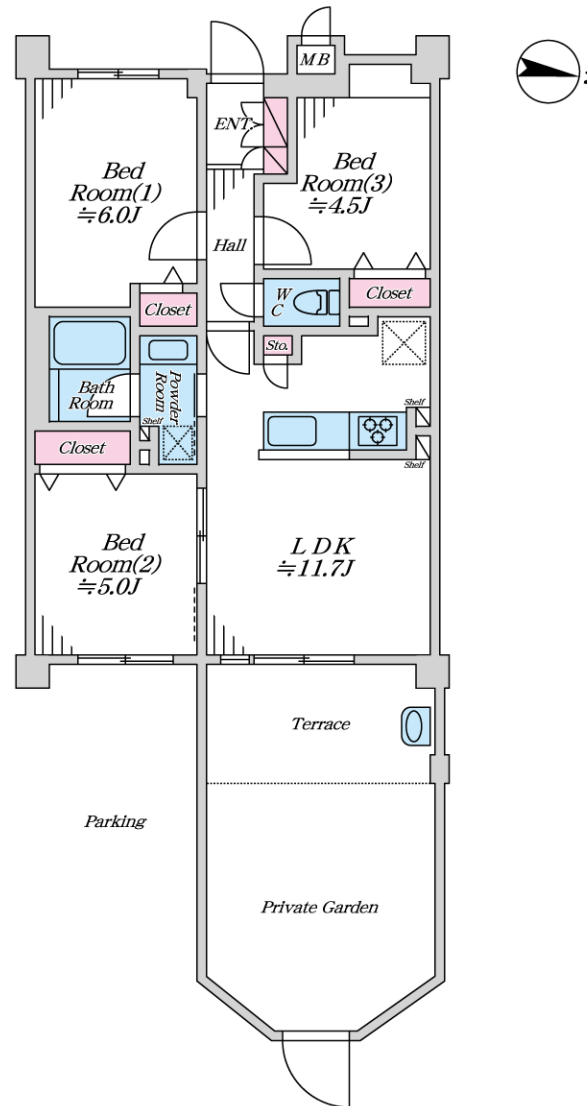 MB
ENT.
Bed
Room(1)
≒6.0J
Bed
Room(3)
≒4.5J
Hall
W
C
Closet
Closet
Sto.
Powder
Room
Bath
Room
Shelf
Shelf
Shelf
Closet
Bed
Room(2)
≒5.0J
LDK
≒11.7J
Terrace
Parking
Private Garden